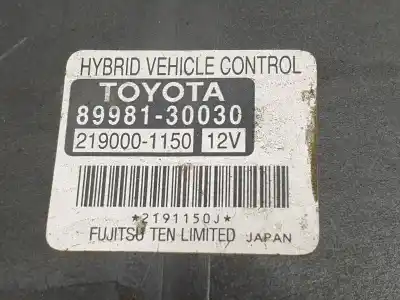 HYBRID VEHICLE CONTROL
TOYOTA
89981-30030
219000-1150 12V
*2191150J*
FUJITSU TEN LIMITED JAPAN